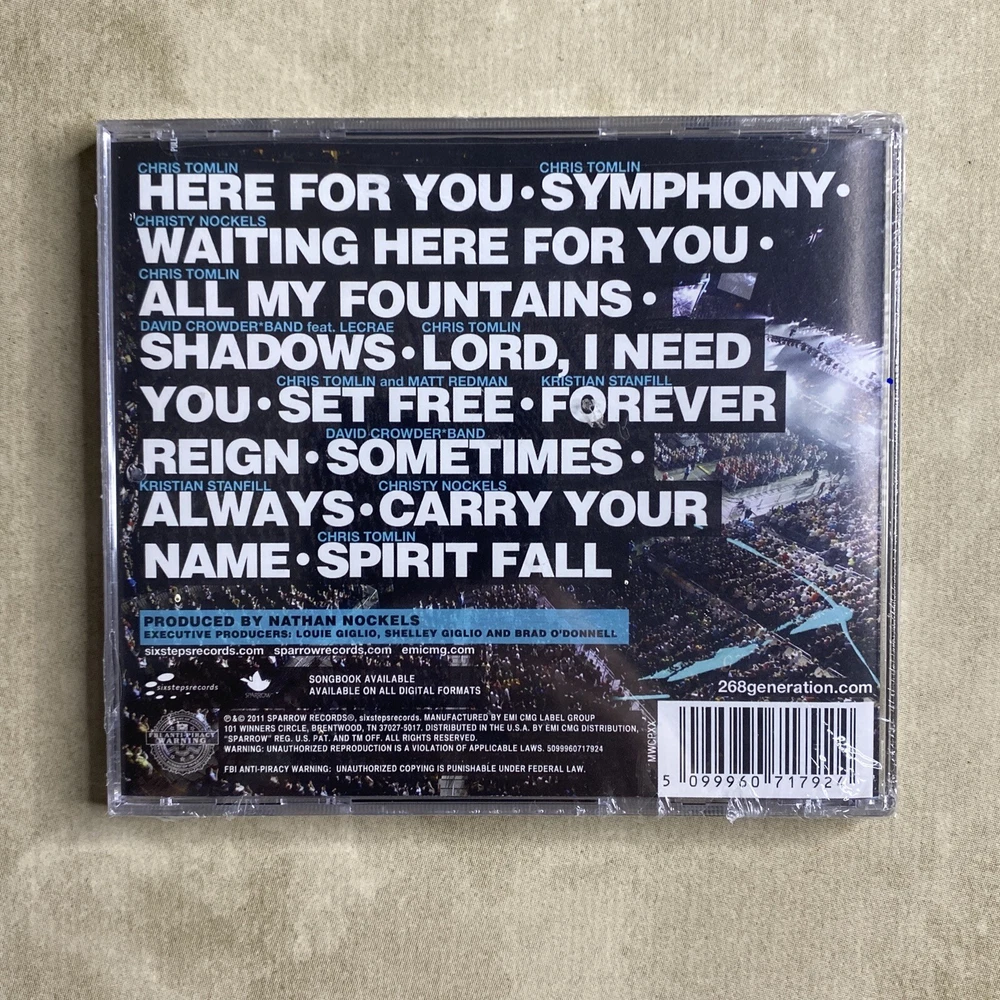 PULL
CHRIS TOMLIN CHRIS TOMLIN
HERE FOR YOU • SYMPHONY •
CHRISTY NOCKELS
WAITING HERE FOR YOU •
CHRIS TOMLIN
ALL MY FOUNTAINS •
DAVID CROWDER*BAND feat. LECRAE CHRIS TOMLIN
SHADOWS • LORD, I NEED
CHRIS TOMLIN and MATT REDMAN KRISTIAN STANFILL
YOU • SET FREE • FOREVER
DAVID CROWDER*BAND
REIGN • SOMETIMES •
KRISTIAN STANFILL CHRISTY NOCKELS
ALWAYS • CARRY YOUR
CHRIS TOMLIN
NAME • SPIRIT FALL
PRODUCED BY NATHAN NOCKELS
EXECUTIVE PRODUCERS: LOUIE GIGLIO, SHELLEY GIGLIO AND BRAD O'DONNELL
sixstepsrecords.com sparrowrecords.com emicmg.com
sixstepsrecords
SPARROW
SONGBOOK AVAILABLE
AVAILABLE ON ALL DIGITAL FORMATS
268generation.com
FBI ANTI-PIRACY
WARNING
℗&© 2011 SPARROW RECORDS®, sixstepsrecords. MANUFACTURED BY EMI CMG LABEL GROUP
101 WINNERS CIRCLE, BRENTWOOD, TN 37027-5017. DISTRIBUTED IN THE U.S.A. BY EMI CMG DISTRIBUTION,
"SPARROW" REG. U.S. PAT. AND TM OFF. ALL RIGHTS RESERVED.
WARNING: UNAUTHORIZED REPRODUCTION IS A VIOLATION OF APPLICABLE LAWS. 5099960717924
FBI ANTI-PIRACY WARNING: UNAUTHORIZED COPYING IS PUNISHABLE UNDER FEDERAL LAW.
5 099960 717924